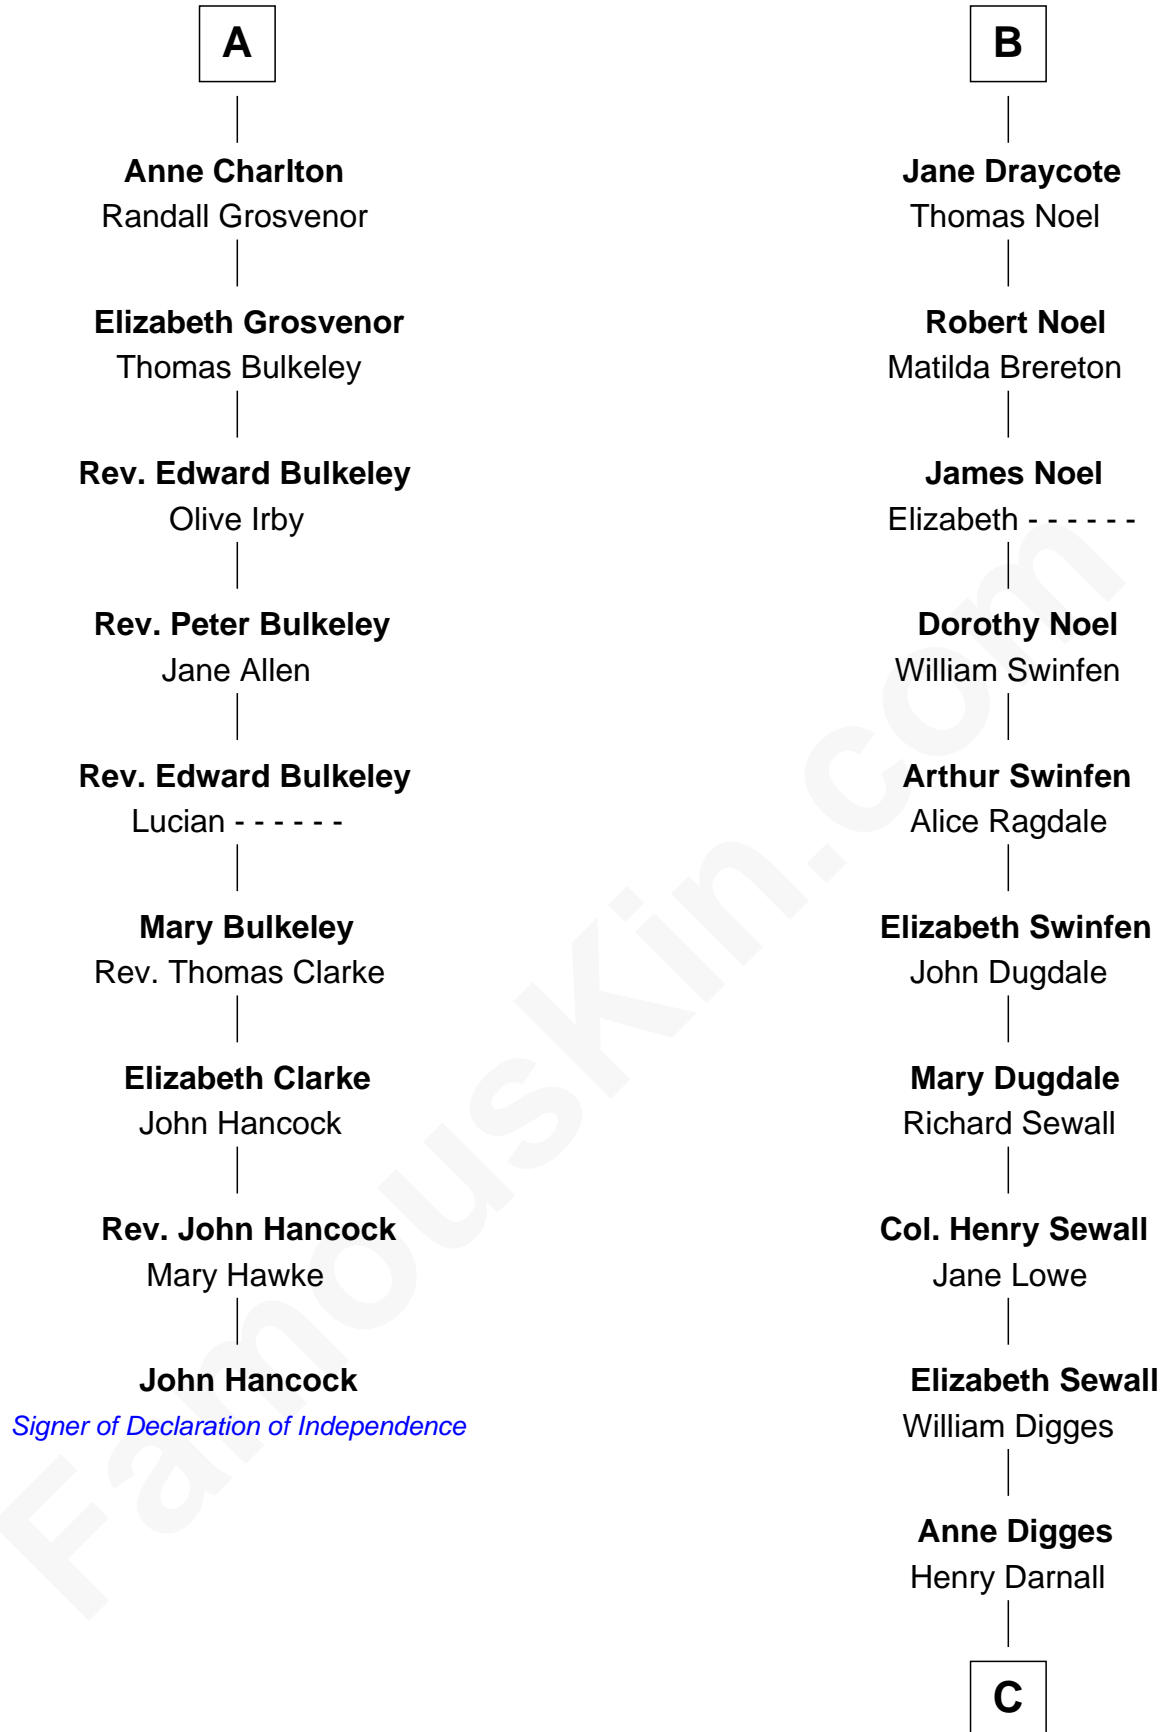 A
Anne Charlton
Randall Grosvenor
Elizabeth Grosvenor
Thomas Bulkeley
Rev. Edward Bulkeley
Olive Irby
Rev. Peter Bulkeley
Jane Allen
Rev. Edward Bulkeley
Lucian - - - - - -
Mary Bulkeley
Rev. Thomas Clarke
Elizabeth Clarke
John Hancock
Rev. John Hancock
Mary Hawke
John Hancock
Signer of Declaration of Independence
B
Jane Draycote
Thomas Noel
Robert Noel
Matilda Brereton
James Noel
Elizabeth - - - - - -
Dorothy Noel
William Swinfen
Arthur Swinfen
Alice Ragdale
Elizabeth Swinfen
John Dugdale
Mary Dugdale
Richard Sewall
Col. Henry Sewall
Jane Lowe
Elizabeth Sewall
William Digges
Anne Digges
Henry Darnall
C
FamousKin.com